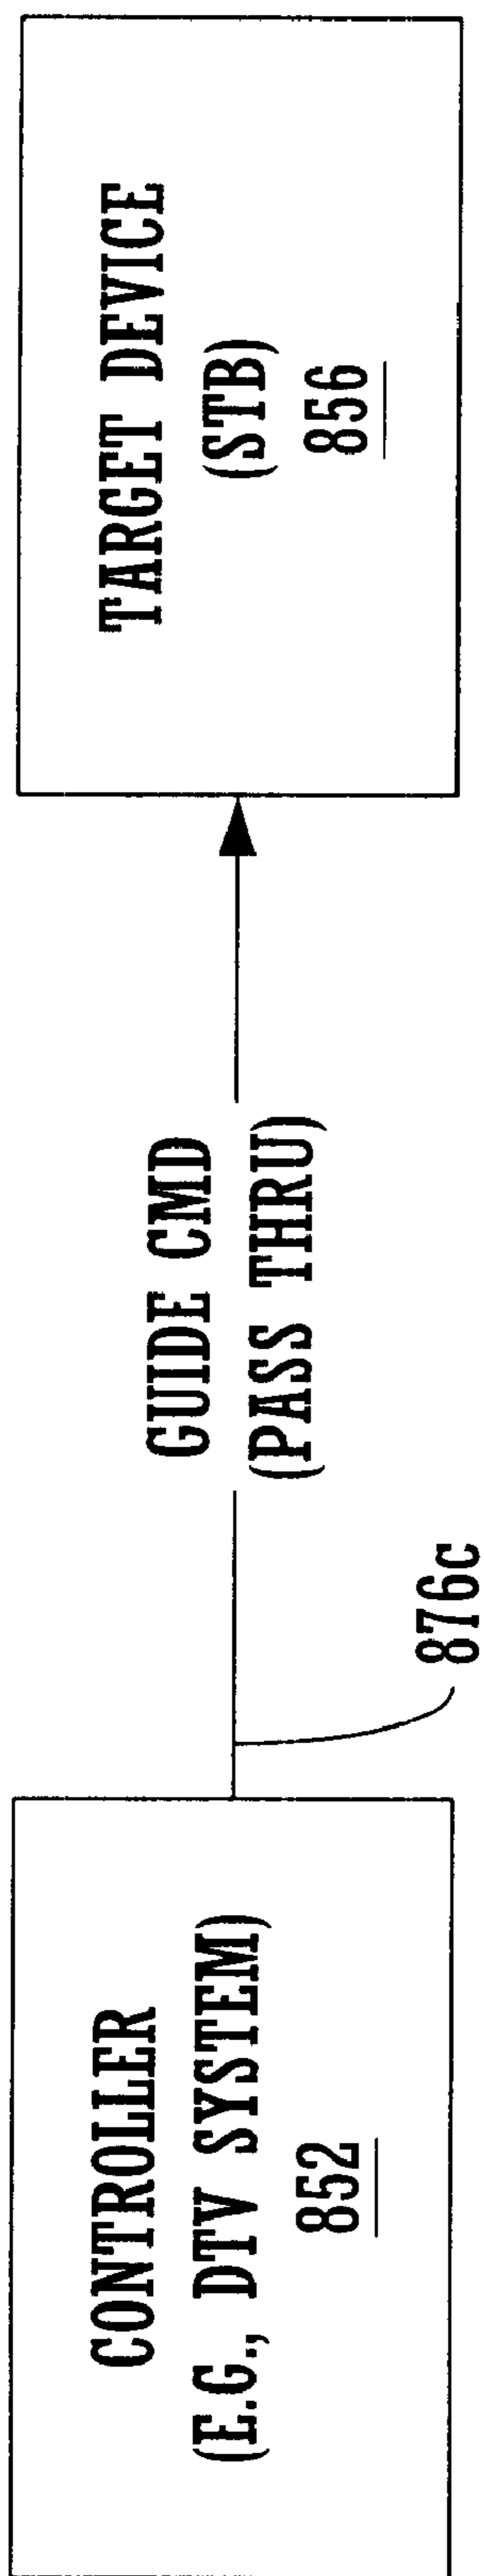 CONTROLLER
(E.G., DTV SYSTEM)
852
876c
GUIDE CMD
(PASS THRU)
TARGET DEVICE
(STB)
856